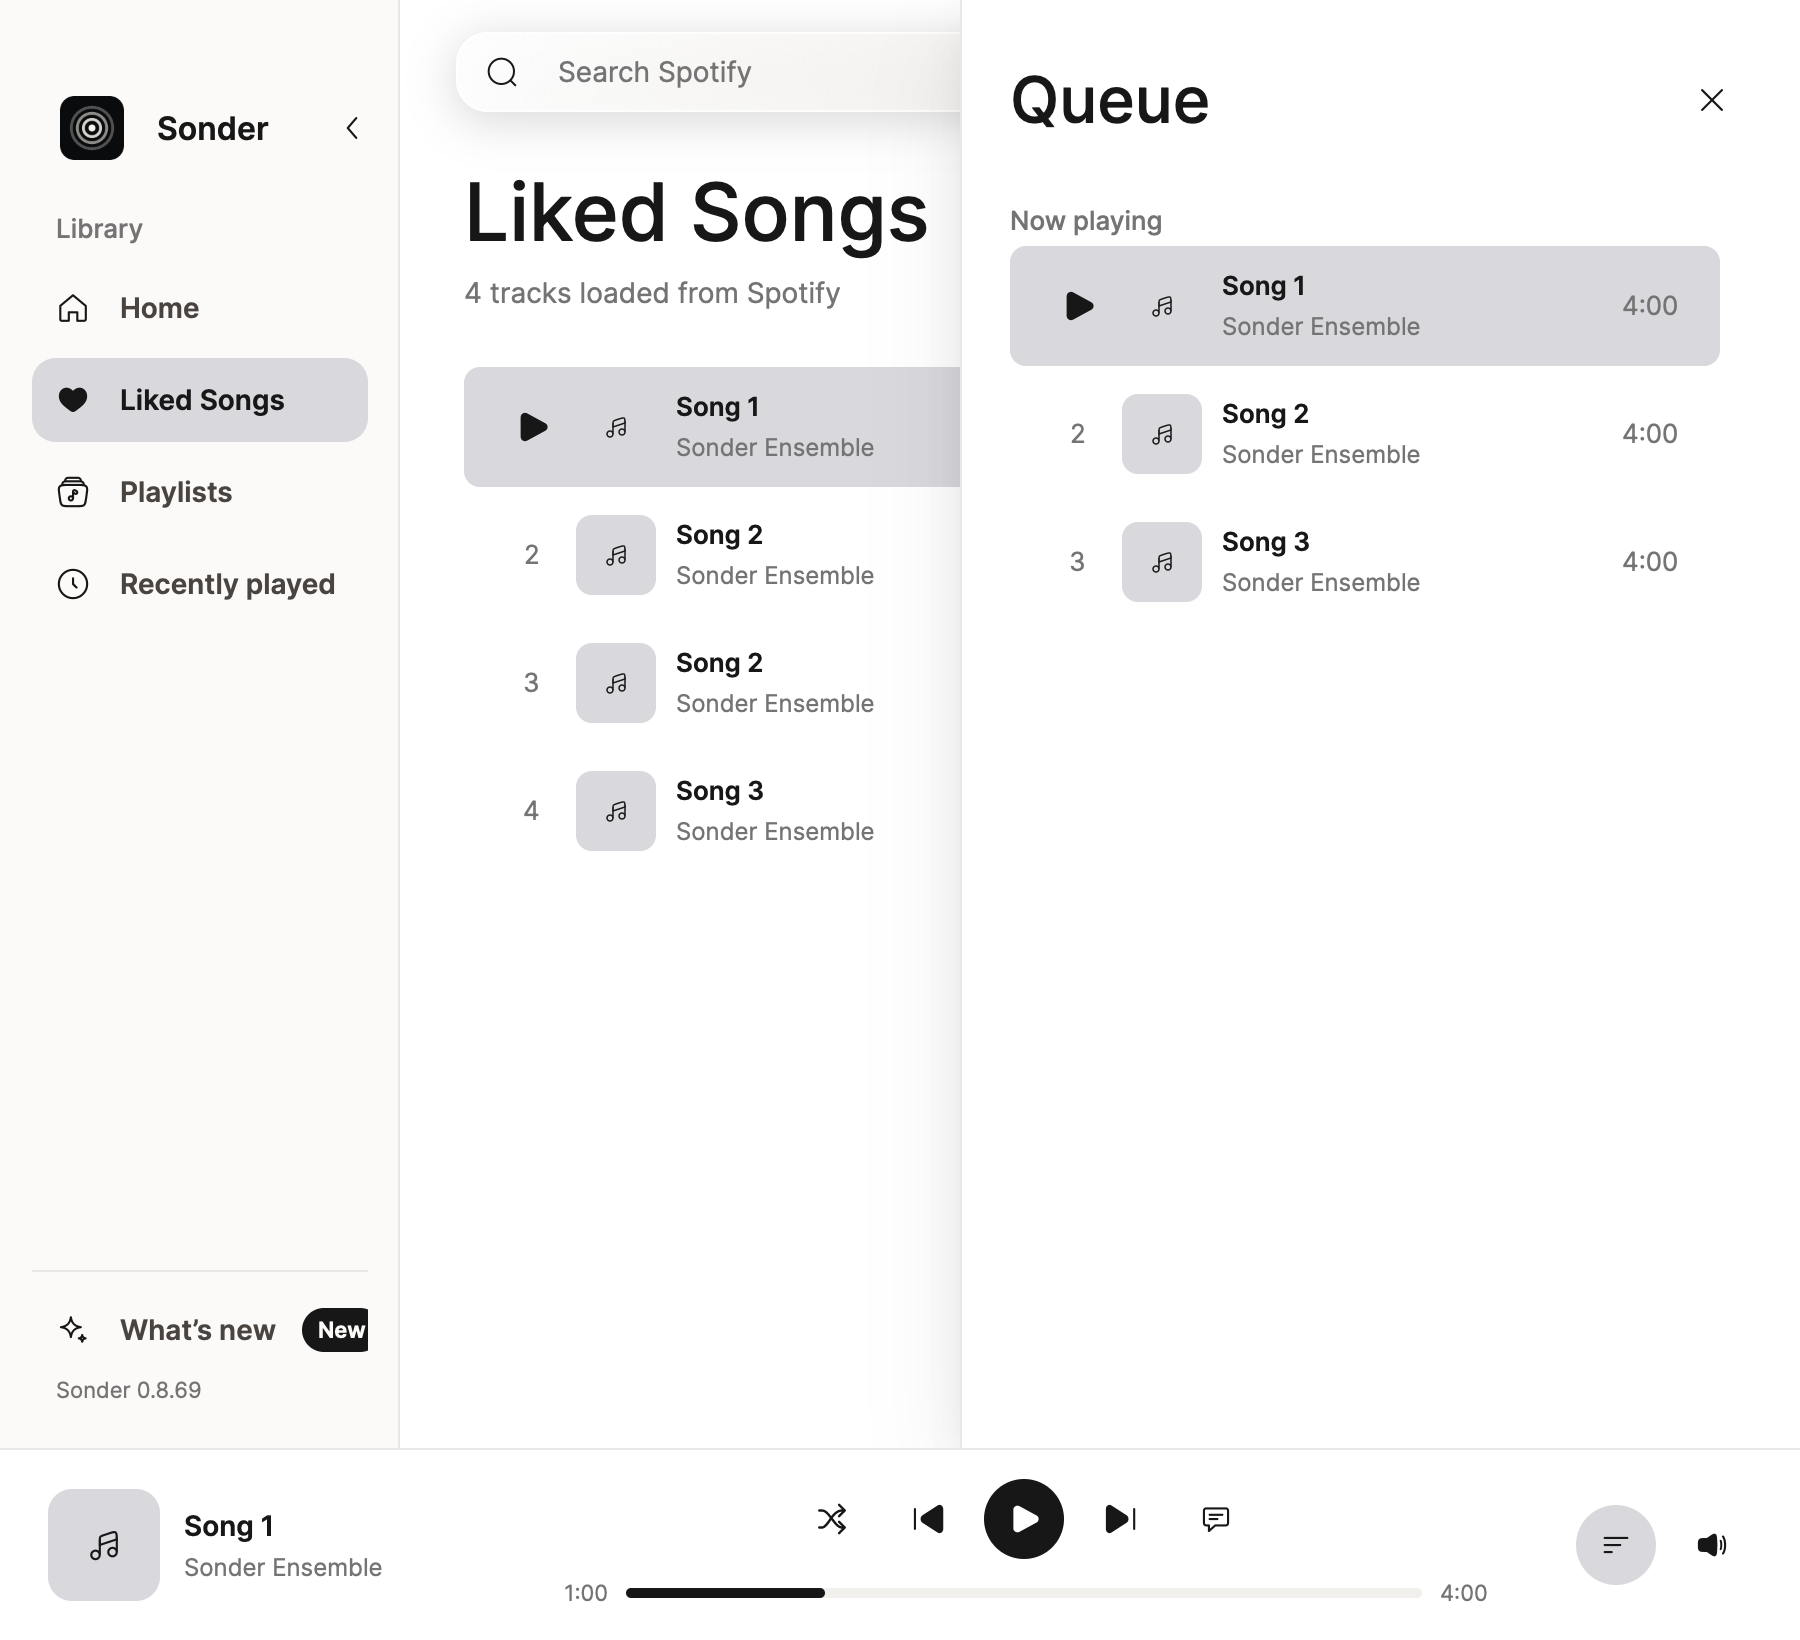 Sonder
Library
Home
Liked Songs
Playlists
Recently played
What's new
New
Sonder 0.8.69
Search Spotify
Liked Songs
4 tracks loaded from Spotify
Song 1
Sonder Ensemble
2
Song 2
Sonder Ensemble
3
Song 2
Sonder Ensemble
4
Song 3
Sonder Ensemble
Queue
Now playing
Song 1
Sonder Ensemble
4:00
2
Song 2
Sonder Ensemble
4:00
3
Song 3
Sonder Ensemble
4:00
Song 1
Sonder Ensemble
1:00
4:00